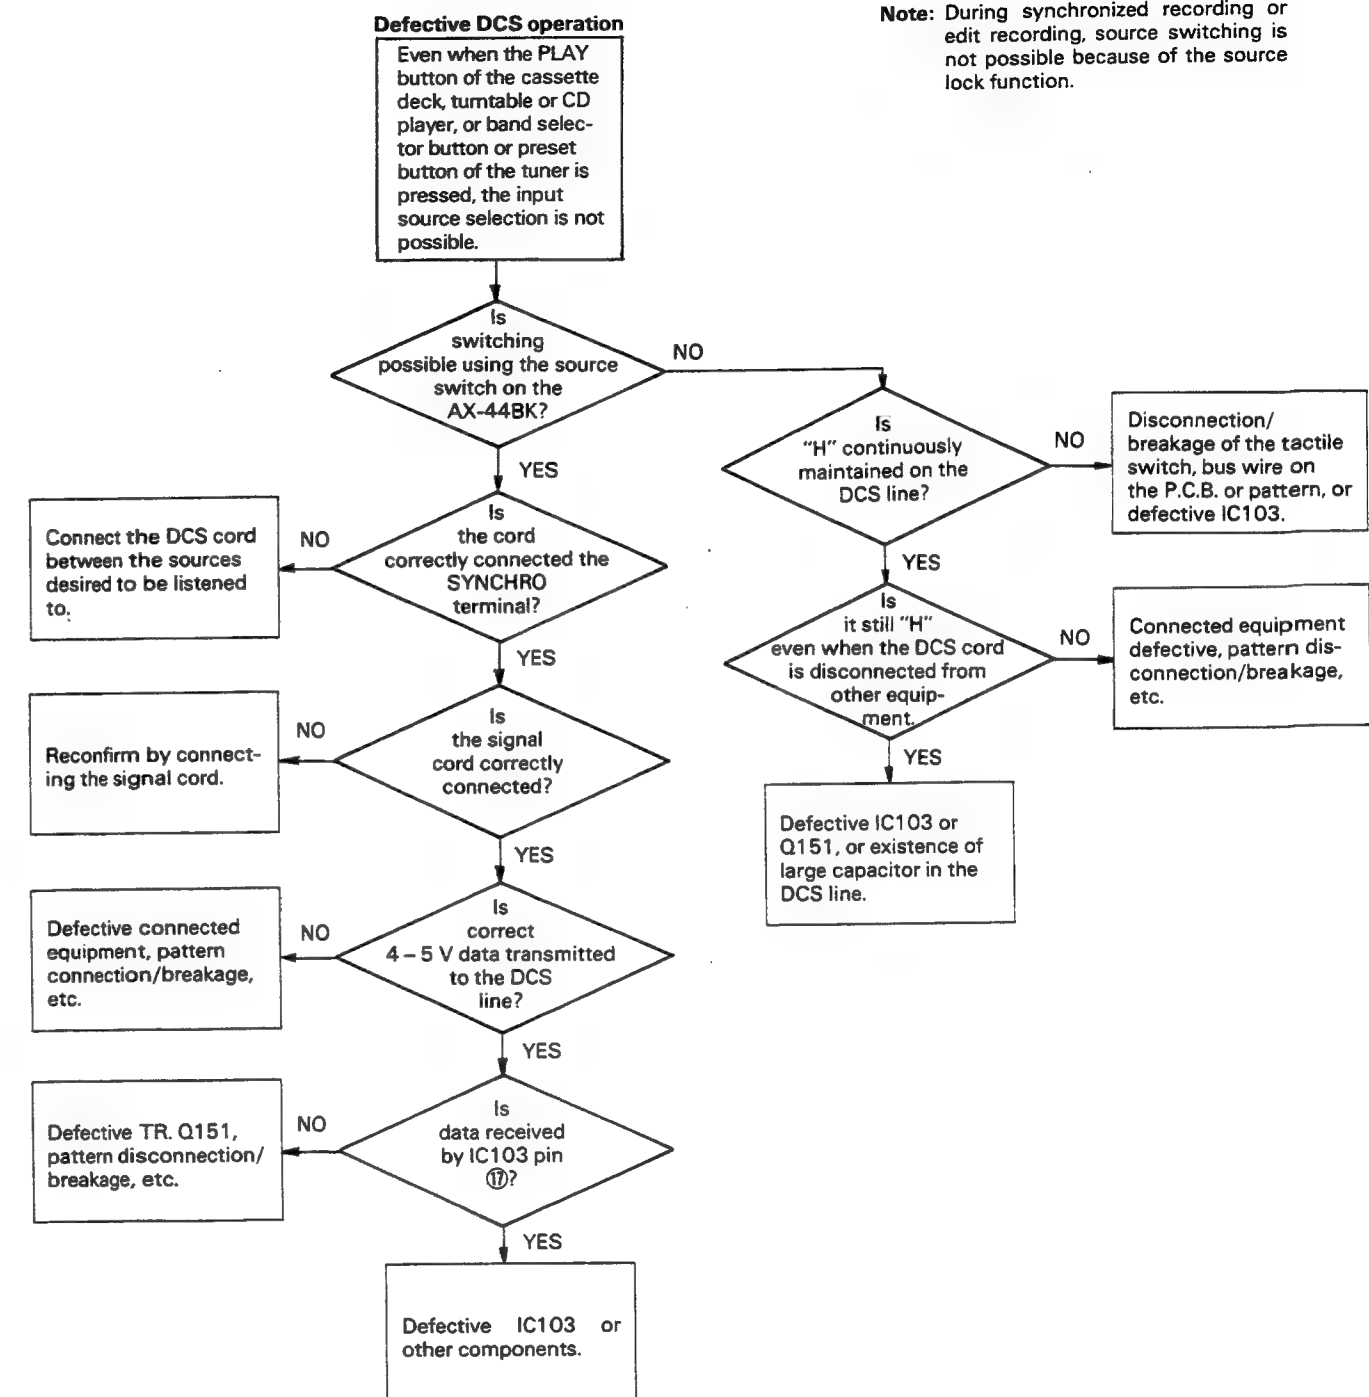 Defective DCS operation
Even when the PLAY
button of the cassette
deck, turntable or CD
player, or band selec-
tor button or preset
button of the tuner is
pressed, the input
source selection is not
possible.
Note: During synchronized recording or
edit recording, source switching is
not possible because of the source
lock function.
Is
switching
possible using the source
switch on the
AX-44BK?
NO
YES
Is
"H" continuously
maintained on the
DCS line?
NO
Disconnection/
breakage of the tactile
switch, bus wire on
the P.C.B. or pattern, or
defective IC103.
YES
Is
the cord
correctly connected the
SYNCHRO
terminal?
NO
Connect the DCS cord
between the sources
desired to be listened
to.
YES
Is
it still "H"
even when the DCS cord
is disconnected from
other equip-
ment.
NO
Connected equipment
defective, pattern dis-
connection/breakage,
etc.
YES
Defective IC103 or
Q151, or existence of
large capacitor in the
DCS line.
Is
the signal
cord correctly
connected?
NO
Reconfirm by connect-
ing the signal cord.
YES
Is
correct
4 – 5 V data transmitted
to the DCS
line?
NO
Defective connected
equipment, pattern
connection/breakage,
etc.
YES
Is
data received
by IC103 pin
⑰?
NO
Defective TR. Q151,
pattern disconnection/
breakage, etc.
YES
Defective IC103 or
other components.